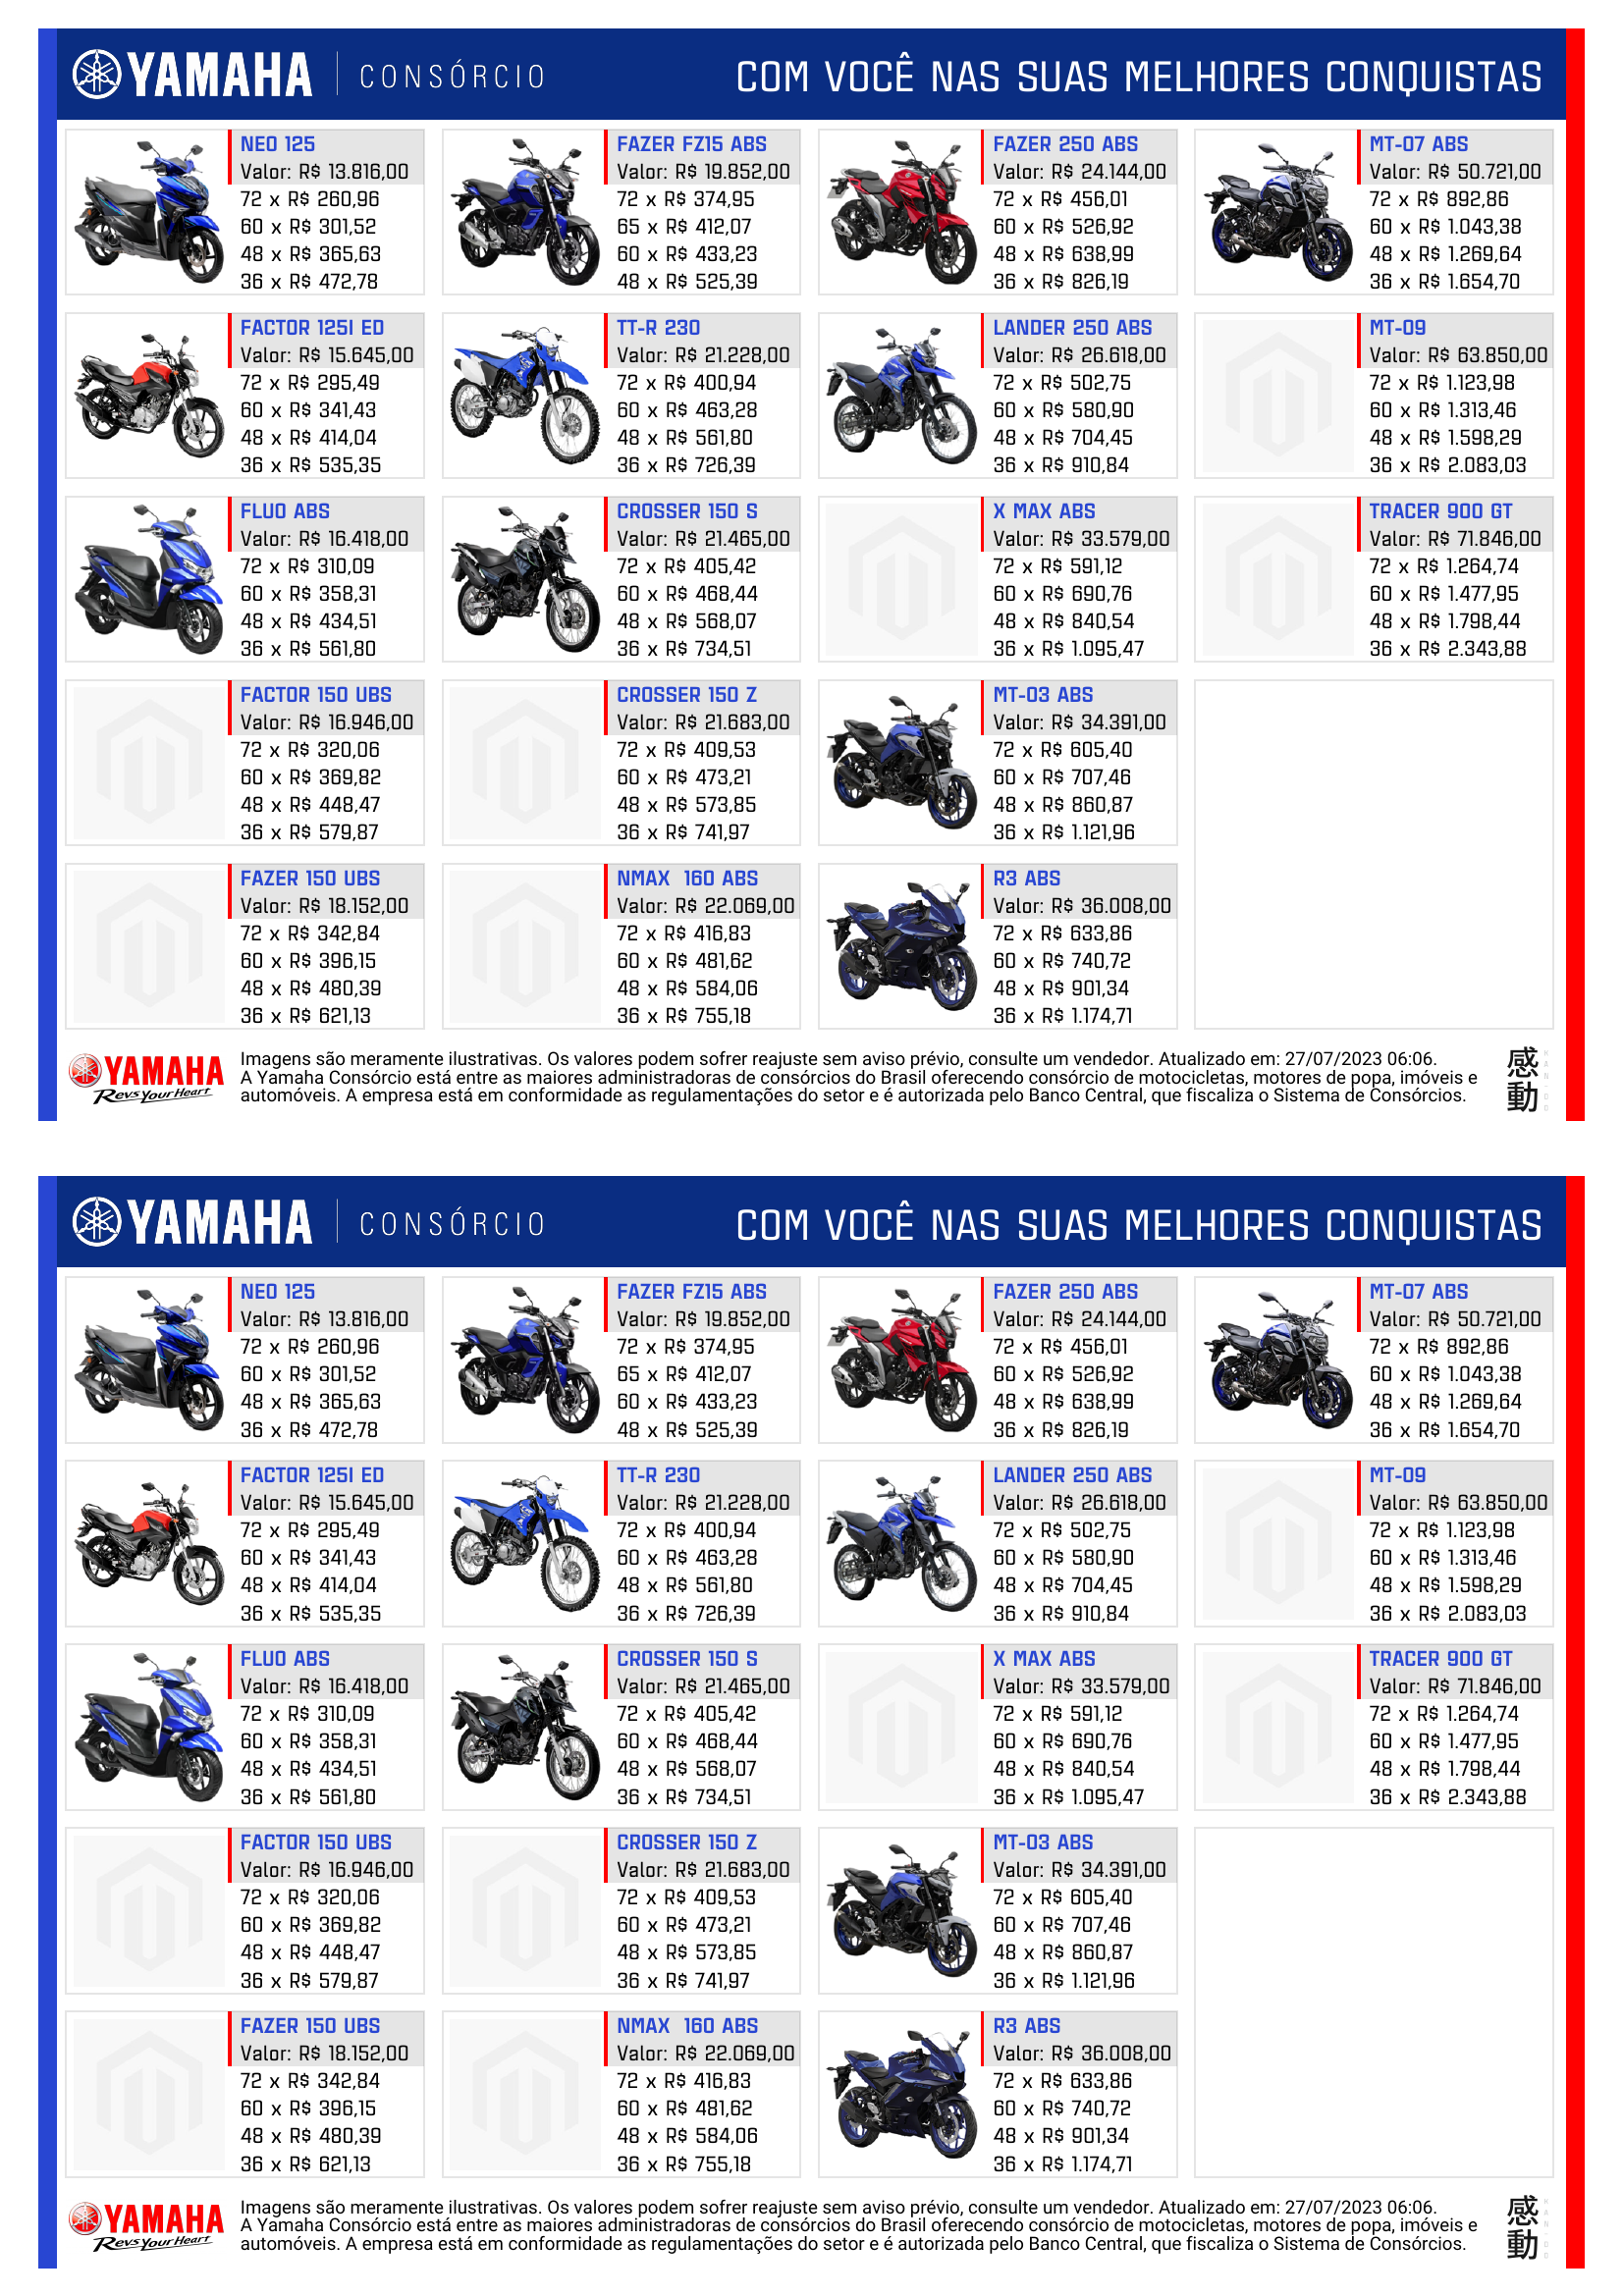 YAMAHA CONSÓRCIO
COM VOCÊ NAS SUAS MELHORES CONQUISTAS
NEO 125
Valor: R$ 13.816,00
72 x R$ 260,96
60 x R$ 301,52
48 x R$ 365,63
36 x R$ 472,78
FACTOR 125I ED
Valor: R$ 15.645,00
72 x R$ 295,49
60 x R$ 341,43
48 x R$ 414,04
36 x R$ 535,35
FLUO ABS
Valor: R$ 16.418,00
72 x R$ 310,09
60 x R$ 358,31
48 x R$ 434,51
36 x R$ 561,80
FACTOR 150 UBS
Valor: R$ 16.946,00
72 x R$ 320,06
60 x R$ 369,82
48 x R$ 448,47
36 x R$ 579,87
FAZER 150 UBS
Valor: R$ 18.152,00
72 x R$ 342,84
60 x R$ 396,15
48 x R$ 480,39
36 x R$ 621,13
FAZER FZ15 ABS
Valor: R$ 19.852,00
72 x R$ 374,95
65 x R$ 412,07
60 x R$ 433,23
48 x R$ 525,39
TT-R 230
Valor: R$ 21.228,00
72 x R$ 400,94
60 x R$ 463,28
48 x R$ 561,80
36 x R$ 726,39
CROSSER 150 S
Valor: R$ 21.465,00
72 x R$ 405,42
60 x R$ 468,44
48 x R$ 568,07
36 x R$ 734,51
CROSSER 150 Z
Valor: R$ 21.683,00
72 x R$ 409,53
60 x R$ 473,21
48 x R$ 573,85
36 x R$ 741,97
NMAX 160 ABS
Valor: R$ 22.069,00
72 x R$ 416,83
60 x R$ 481,62
48 x R$ 584,06
36 x R$ 755,18
FAZER 250 ABS
Valor: R$ 24.144,00
72 x R$ 456,01
60 x R$ 526,92
48 x R$ 638,99
36 x R$ 826,19
LANDER 250 ABS
Valor: R$ 26.618,00
72 x R$ 502,75
60 x R$ 580,90
48 x R$ 704,45
36 x R$ 910,84
X MAX ABS
Valor: R$ 33.579,00
72 x R$ 591,12
60 x R$ 690,76
48 x R$ 840,54
36 x R$ 1.095,47
MT-03 ABS
Valor: R$ 34.391,00
72 x R$ 605,40
60 x R$ 707,46
48 x R$ 860,87
36 x R$ 1.121,96
R3 ABS
Valor: R$ 36.008,00
72 x R$ 633,86
60 x R$ 740,72
48 x R$ 901,34
36 x R$ 1.174,71
MT-07 ABS
Valor: R$ 50.721,00
72 x R$ 892,86
60 x R$ 1.043,38
48 x R$ 1.269,64
36 x R$ 1.654,70
MT-09
Valor: R$ 63.850,00
72 x R$ 1.123,98
60 x R$ 1.313,46
48 x R$ 1.598,29
36 x R$ 2.083,03
TRACER 900 GT
Valor: R$ 71.846,00
72 x R$ 1.264,74
60 x R$ 1.477,95
48 x R$ 1.798,44
36 x R$ 2.343,88
YAMAHA
Revs Your Heart
Imagens são meramente ilustrativas. Os valores podem sofrer reajuste sem aviso prévio, consulte um vendedor. Atualizado em: 27/07/2023 06:06.
A Yamaha Consórcio está entre as maiores administradoras de consórcios do Brasil oferecendo consórcio de motocicletas, motores de popa, imóveis e
automóveis. A empresa está em conformidade as regulamentações do setor e é autorizada pelo Banco Central, que fiscaliza o Sistema de Consórcios.
感動
YAMAHA CONSÓRCIO
COM VOCÊ NAS SUAS MELHORES CONQUISTAS
NEO 125
Valor: R$ 13.816,00
72 x R$ 260,96
60 x R$ 301,52
48 x R$ 365,63
36 x R$ 472,78
FACTOR 125I ED
Valor: R$ 15.645,00
72 x R$ 295,49
60 x R$ 341,43
48 x R$ 414,04
36 x R$ 535,35
FLUO ABS
Valor: R$ 16.418,00
72 x R$ 310,09
60 x R$ 358,31
48 x R$ 434,51
36 x R$ 561,80
FACTOR 150 UBS
Valor: R$ 16.946,00
72 x R$ 320,06
60 x R$ 369,82
48 x R$ 448,47
36 x R$ 579,87
FAZER 150 UBS
Valor: R$ 18.152,00
72 x R$ 342,84
60 x R$ 396,15
48 x R$ 480,39
36 x R$ 621,13
FAZER FZ15 ABS
Valor: R$ 19.852,00
72 x R$ 374,95
65 x R$ 412,07
60 x R$ 433,23
48 x R$ 525,39
TT-R 230
Valor: R$ 21.228,00
72 x R$ 400,94
60 x R$ 463,28
48 x R$ 561,80
36 x R$ 726,39
CROSSER 150 S
Valor: R$ 21.465,00
72 x R$ 405,42
60 x R$ 468,44
48 x R$ 568,07
36 x R$ 734,51
CROSSER 150 Z
Valor: R$ 21.683,00
72 x R$ 409,53
60 x R$ 473,21
48 x R$ 573,85
36 x R$ 741,97
NMAX 160 ABS
Valor: R$ 22.069,00
72 x R$ 416,83
60 x R$ 481,62
48 x R$ 584,06
36 x R$ 755,18
FAZER 250 ABS
Valor: R$ 24.144,00
72 x R$ 456,01
60 x R$ 526,92
48 x R$ 638,99
36 x R$ 826,19
LANDER 250 ABS
Valor: R$ 26.618,00
72 x R$ 502,75
60 x R$ 580,90
48 x R$ 704,45
36 x R$ 910,84
X MAX ABS
Valor: R$ 33.579,00
72 x R$ 591,12
60 x R$ 690,76
48 x R$ 840,54
36 x R$ 1.095,47
MT-03 ABS
Valor: R$ 34.391,00
72 x R$ 605,40
60 x R$ 707,46
48 x R$ 860,87
36 x R$ 1.121,96
R3 ABS
Valor: R$ 36.008,00
72 x R$ 633,86
60 x R$ 740,72
48 x R$ 901,34
36 x R$ 1.174,71
MT-07 ABS
Valor: R$ 50.721,00
72 x R$ 892,86
60 x R$ 1.043,38
48 x R$ 1.269,64
36 x R$ 1.654,70
MT-09
Valor: R$ 63.850,00
72 x R$ 1.123,98
60 x R$ 1.313,46
48 x R$ 1.598,29
36 x R$ 2.083,03
TRACER 900 GT
Valor: R$ 71.846,00
72 x R$ 1.264,74
60 x R$ 1.477,95
48 x R$ 1.798,44
36 x R$ 2.343,88
YAMAHA
Revs Your Heart
Imagens são meramente ilustrativas. Os valores podem sofrer reajuste sem aviso prévio, consulte um vendedor. Atualizado em: 27/07/2023 06:06.
A Yamaha Consórcio está entre as maiores administradoras de consórcios do Brasil oferecendo consórcio de motocicletas, motores de popa, imóveis e
automóveis. A empresa está em conformidade as regulamentações do setor e é autorizada pelo Banco Central, que fiscaliza o Sistema de Consórcios.
感動